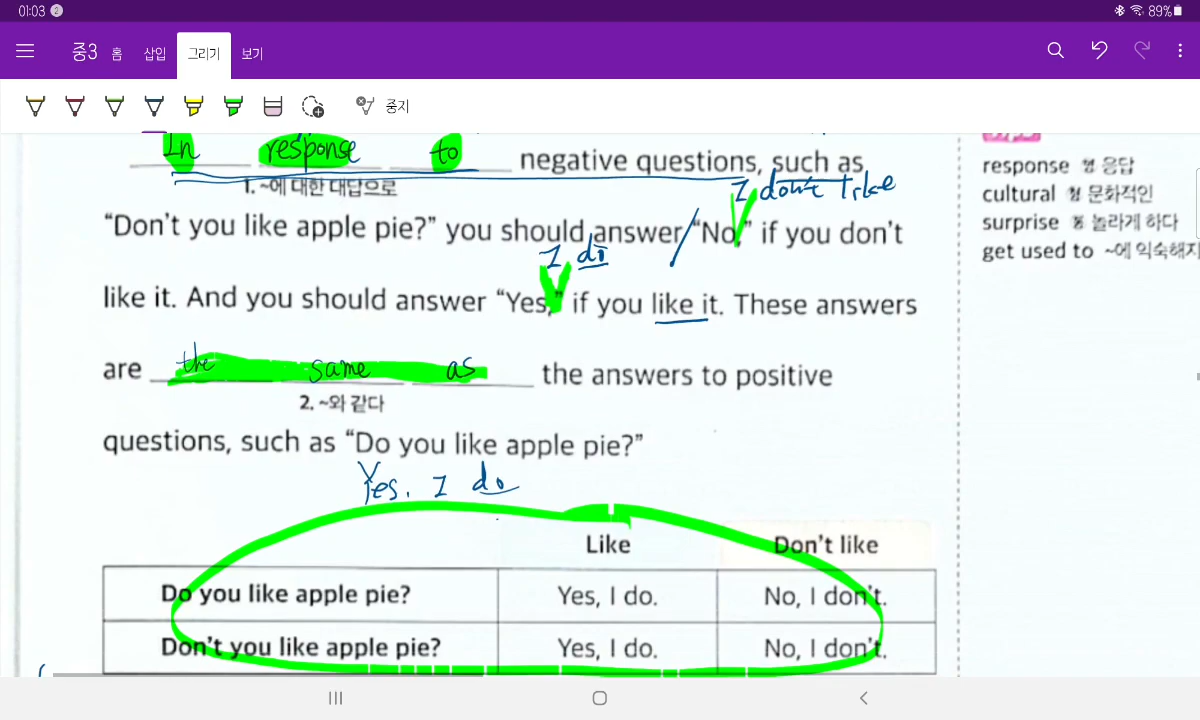 01:03 2 89%
중3 홈 삽입 그리기 보기
중지
In response to negative questions, such as
1. ~에 대한 대답으로
I don't like
"Don't you like apple pie?" you should answer "No," if you don't
I do
like it. And you should answer "Yes," if you like it. These answers
are the same as the answers to positive
2. ~와 같다
questions, such as "Do you like apple pie?"
Yes. I do
Like Don't like
Do you like apple pie? Yes, I do. No, I don't.
Don't you like apple pie? Yes, I do. No, I don't.
response 명 응답
cultural 형 문화적인
surprise 동 놀라게 하다
get used to ~에 익숙해지